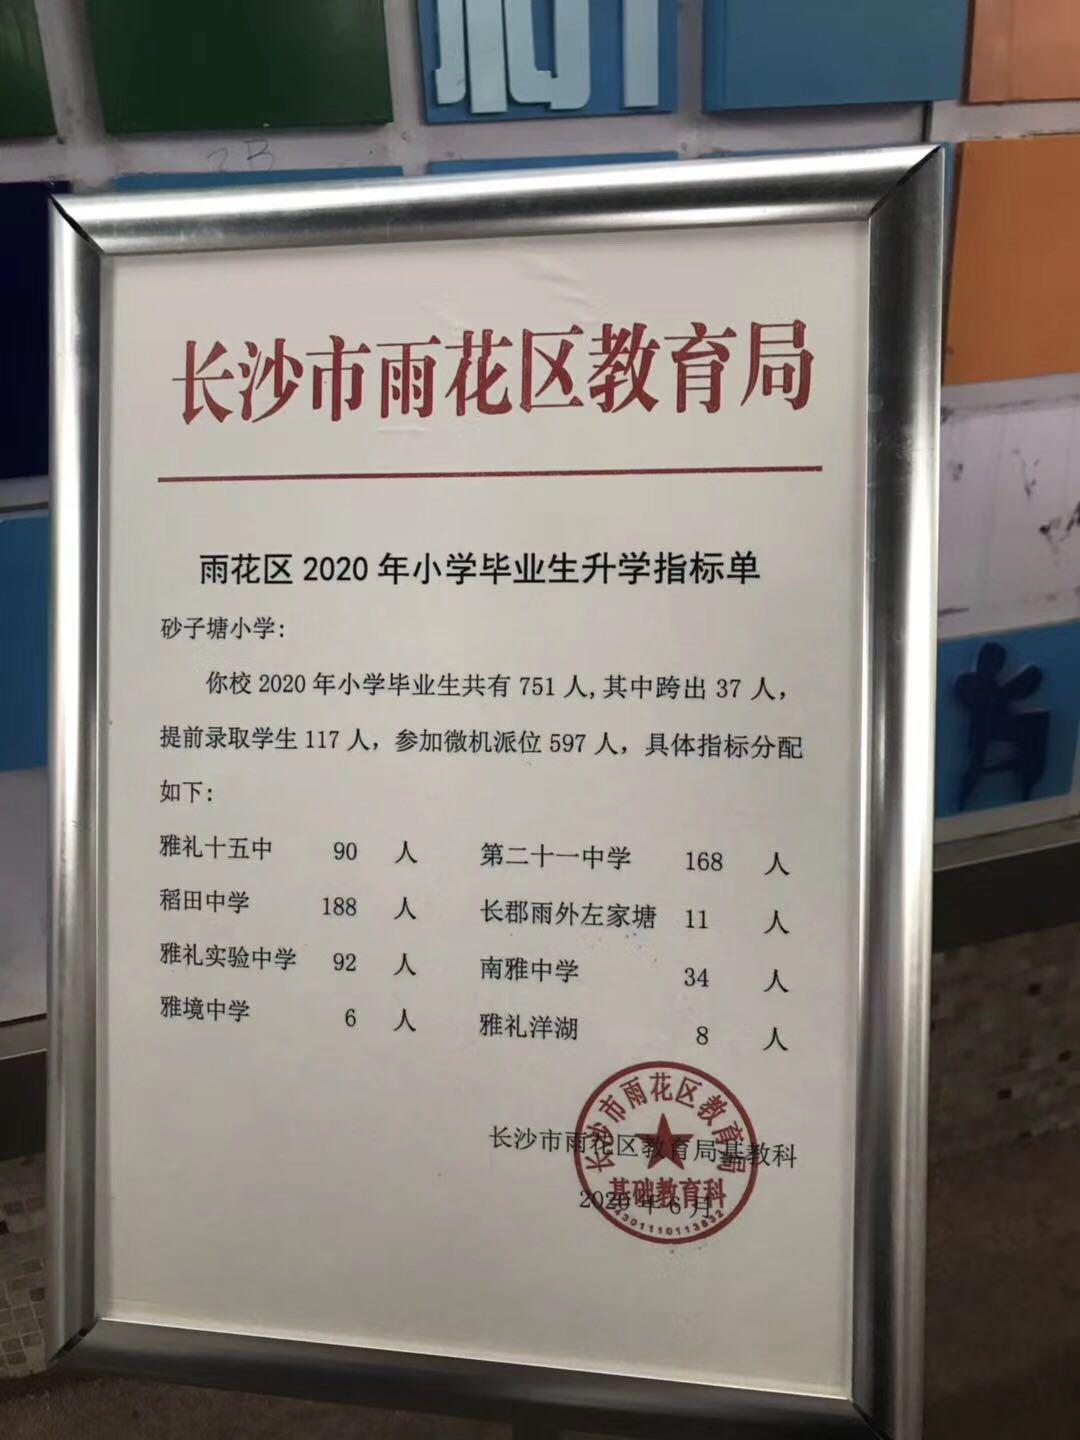 长沙市雨花区教育局
雨花区 2020 年小学毕业生升学指标单
砂子塘小学:
你校 2020 年小学毕业生共有 751 人,其中跨出 37 人,
提前录取学生 117 人，参加微机派位 597 人，具体指标分配
如下:
雅礼十五中 90 人 第二十一中学 168 人
稻田中学 188 人 长郡雨外左家塘 11 人
雅礼实验中学 92 人 南雅中学 34 人
雅境中学 6 人 雅礼洋湖 8 人
长沙市雨花区教育局基教科
2020 年 6 月
长沙市雨花区教育局
基础教育科
4301110113832